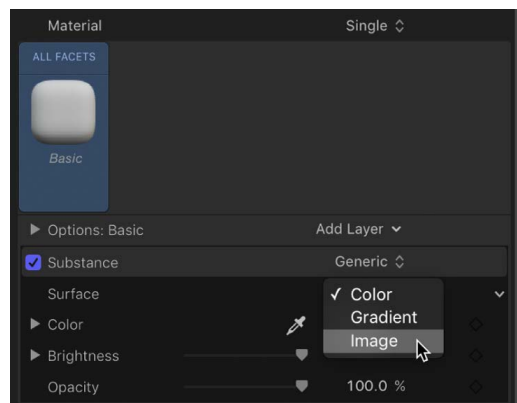 Material Single
ALL FACETS
Basic
Options: Basic Add Layer
Substance Generic
Surface ✓ Color
Color Gradient
Image
Brightness
Opacity 100.0 %